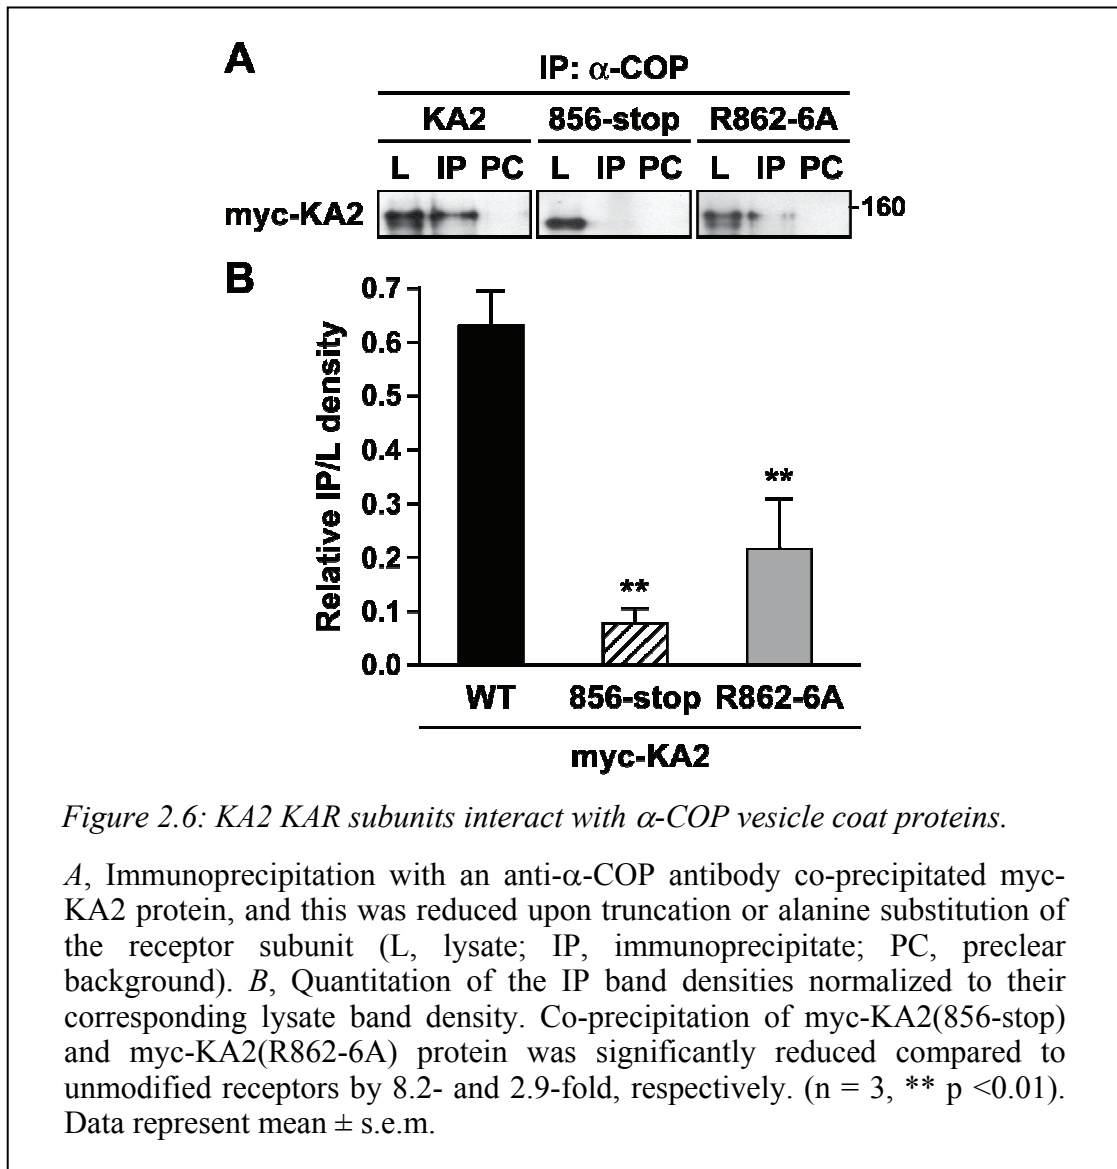 A
IP: α-COP
KA2 856-stop R862-6A
L IP PC L IP PC L IP PC
myc-KA2 -160
B
Relative IP/L density
0.7
0.6
0.5
0.4
0.3
0.2
0.1
0.0
**
**
WT 856-stop R862-6A
myc-KA2
Figure 2.6: KA2 KAR subunits interact with α-COP vesicle coat proteins.
A, Immunoprecipitation with an anti-α-COP antibody co-precipitated myc-
KA2 protein, and this was reduced upon truncation or alanine substitution of
the receptor subunit (L, lysate; IP, immunoprecipitate; PC, preclear
background). B, Quantitation of the IP band densities normalized to their
corresponding lysate band density. Co-precipitation of myc-KA2(856-stop)
and myc-KA2(R862-6A) protein was significantly reduced compared to
unmodified receptors by 8.2- and 2.9-fold, respectively. (n = 3, ** p <0.01).
Data represent mean ± s.e.m.